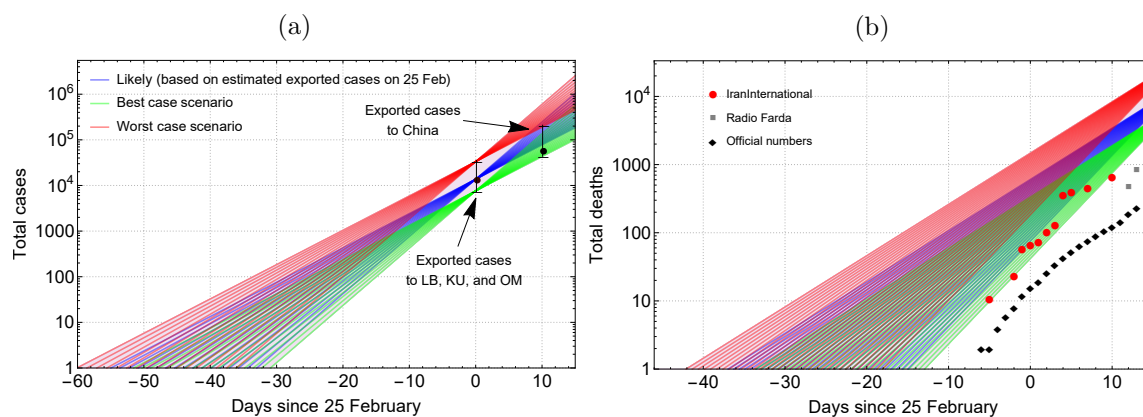 (a)
Total cases
10^6
10^5
10^4
1000
100
10
1
Likely (based on estimated exported cases on 25 Feb)
Best case scenario
Worst case scenario
Exported cases
to China
Exported cases
to LB, KU, and OM
−60 −50 −40 −30 −20 −10 0 10
Days since 25 February
(b)
Total deaths
10^4
1000
100
10
1
IranInternational
Radio Farda
Official numbers
−40 −30 −20 −10 0 10
Days since 25 February